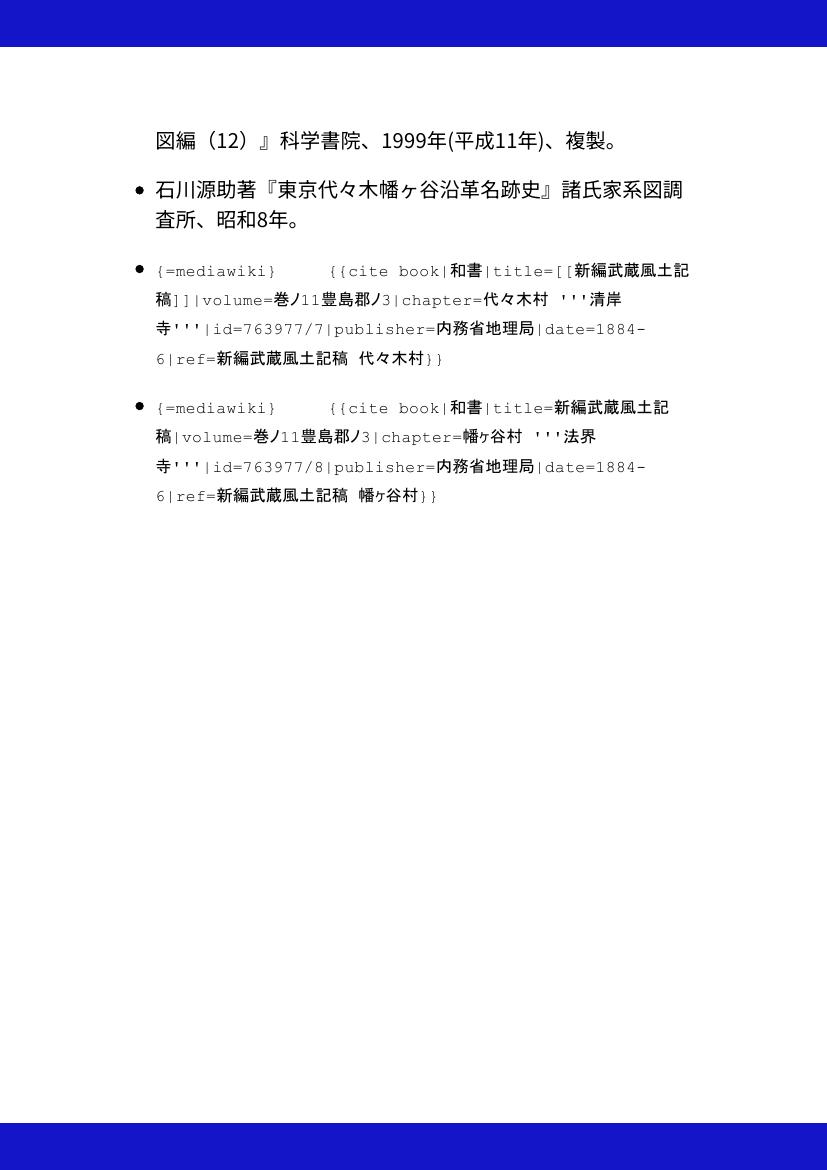 図編（12）』科学書院、1999年(平成11年)、複製。
● 石川源助著『東京代々木幡ヶ谷沿革名跡史』諸氏家系図調
査所、昭和8年。
● {=mediawiki}     {{cite book|和書|title=[[新編武蔵風土記
稿]]|volume=巻ノ11豊島郡ノ3|chapter=代々木村 '''清岸
寺'''|id=763977/7|publisher=内務省地理局|date=1884-
6|ref=新編武蔵風土記稿 代々木村}}
● {=mediawiki}     {{cite book|和書|title=新編武蔵風土記
稿|volume=巻ノ11豊島郡ノ3|chapter=幡ヶ谷村 '''法界
寺'''|id=763977/8|publisher=内務省地理局|date=1884-
6|ref=新編武蔵風土記稿 幡ヶ谷村}}